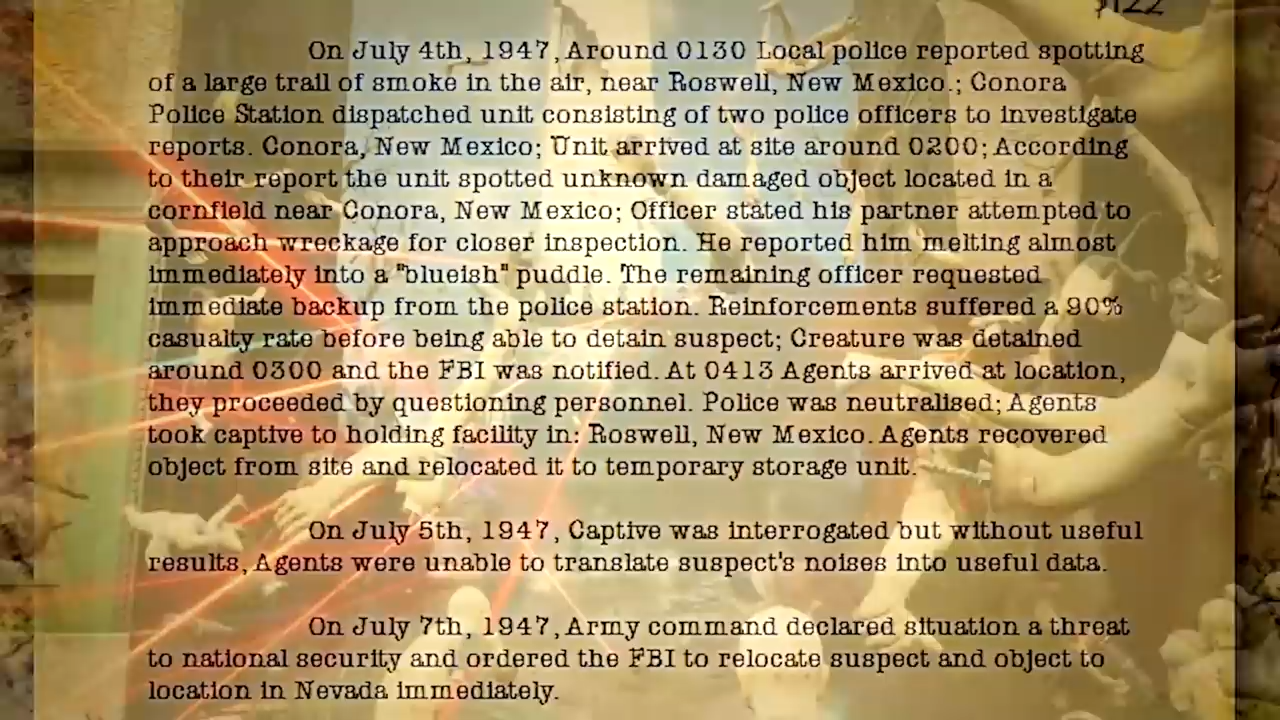 On July 4th, 1947, Around 0130 Local police reported spotting
of a large trail of smoke in the air, near Roswell, New Mexico.; Conora
Police Station dispatched unit consisting of two police officers to investigate
reports. Conora, New Mexico; Unit arrived at site around 0200; According
to their report the unit spotted unknown damaged object located in a
cornfield near Conora, New Mexico; Officer stated his partner attempted to
approach wreckage for closer inspection. He reported him melting almost
immediately into a "blueish" puddle. The remaining officer requested
immediate backup from the police station. Reinforcements suffered a 90%
casualty rate before being able to detain suspect; Creature was detained
around 0300 and the FBI was notified. At 0413 Agents arrived at location,
they proceeded by questioning personnel. Police was neutralised; Agents
took captive to holding facility in: Roswell, New Mexico. Agents recovered
object from site and relocated it to temporary storage unit.
On July 5th, 1947, Captive was interrogated but without useful
results, Agents were unable to translate suspect's noises into useful data.
On July 7th, 1947, Army command declared situation a threat
to national security and ordered the FBI to relocate suspect and object to
location in Nevada immediately.